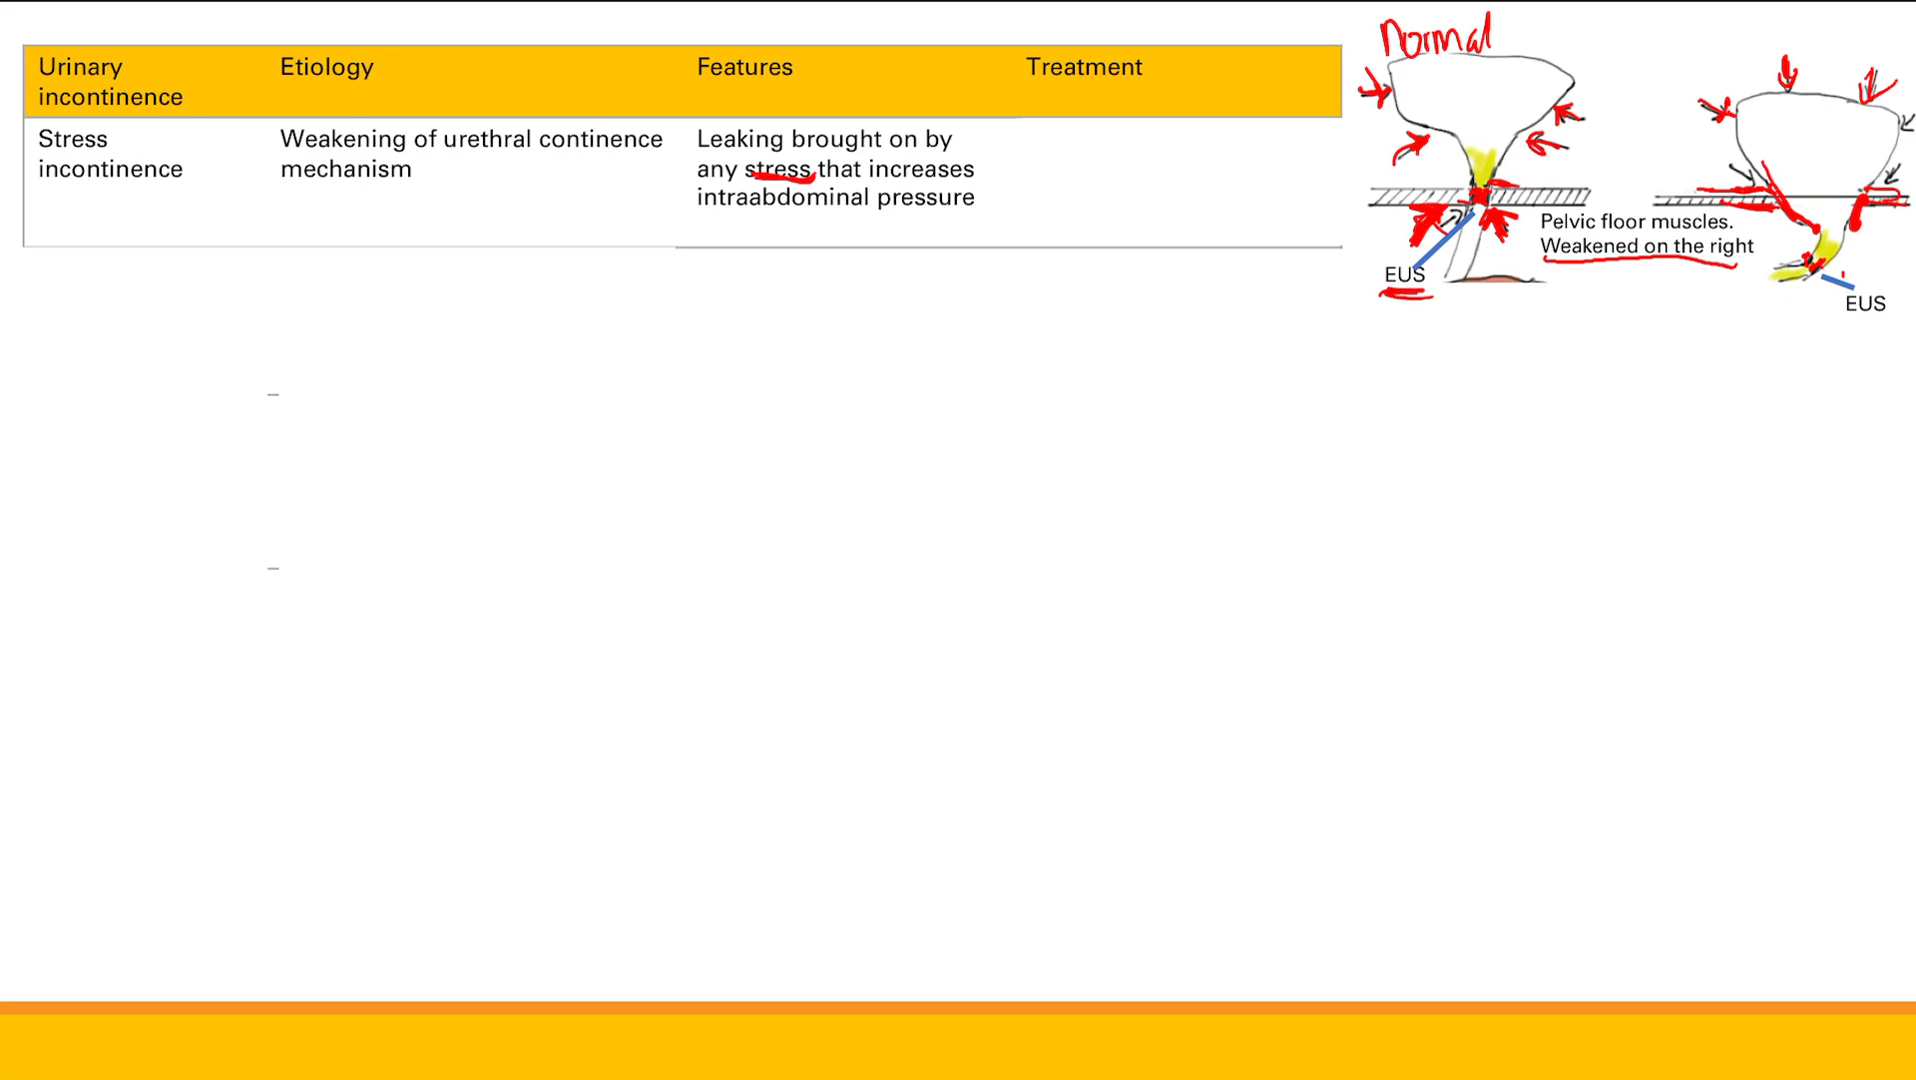 Normal
Urinary
incontinence
Etiology
Features
Treatment
Stress
incontinence
Weakening of urethral continence
mechanism
Leaking brought on by
any stress that increases
intraabdominal pressure
Pelvic floor muscles.
Weakened on the right
EUS
EUS